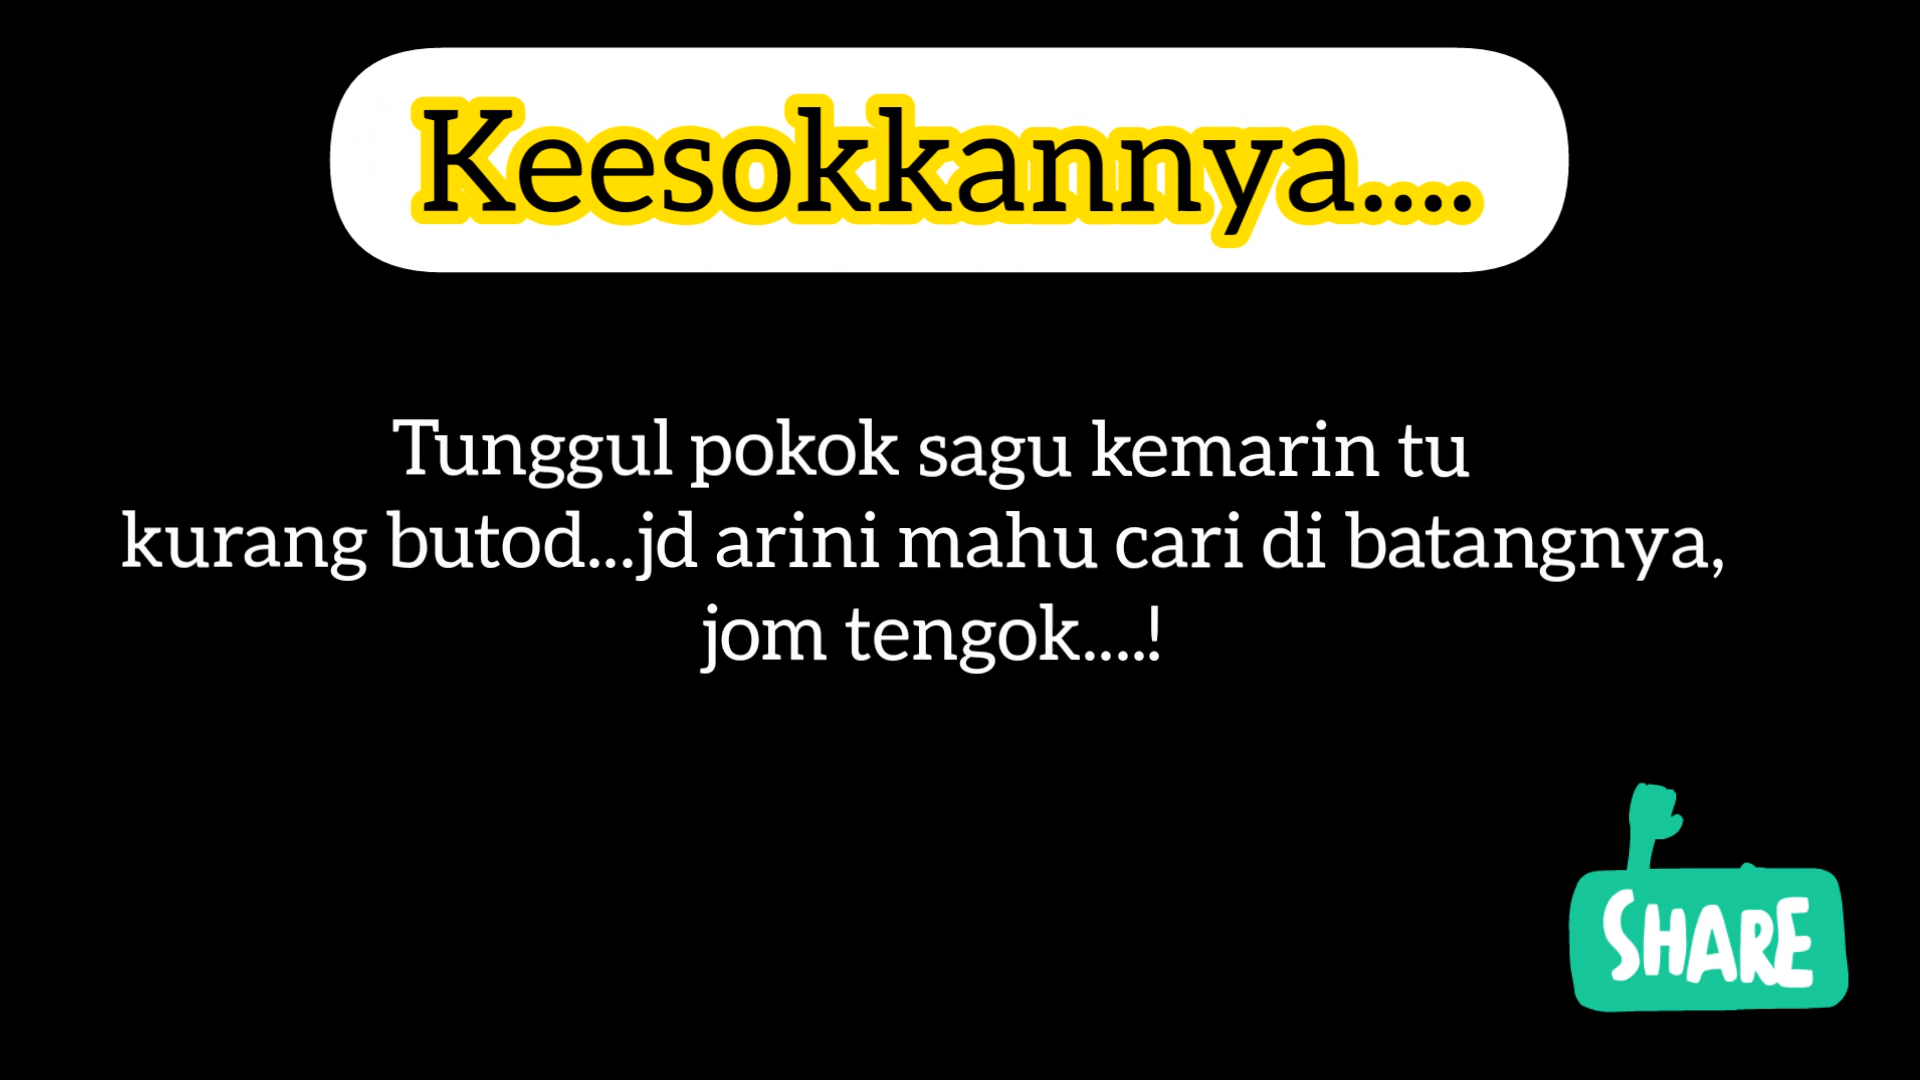 Keesokkannya....
Tunggul pokok sagu kemarin tu
kurang butod...jd arini mahu cari di batangnya,
jom tengok.....!
SHARE